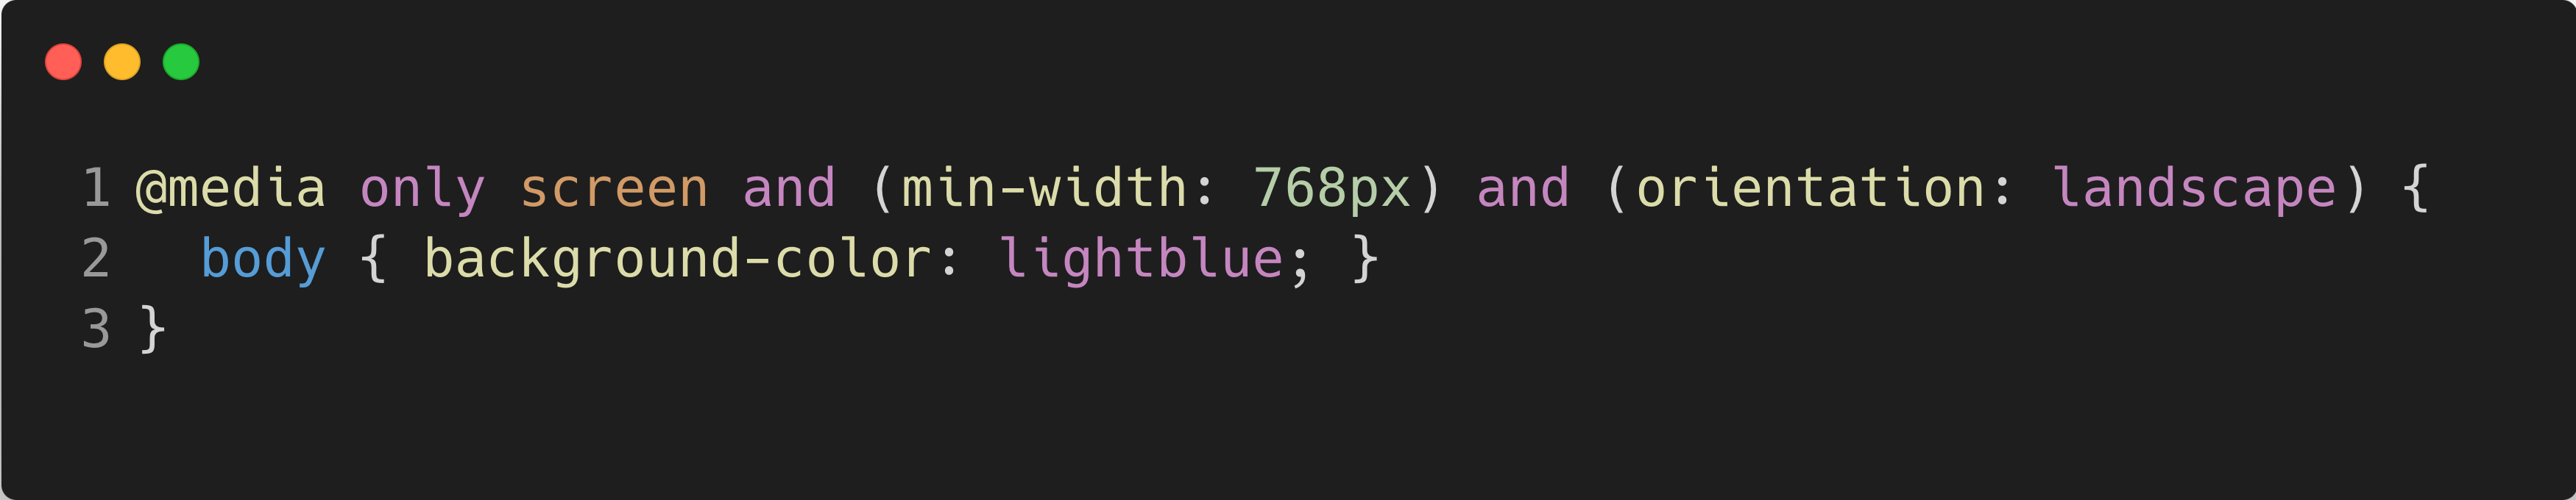 1 @media only screen and (min-width: 768px) and (orientation: landscape) {
2   body { background-color: lightblue; }
3 }